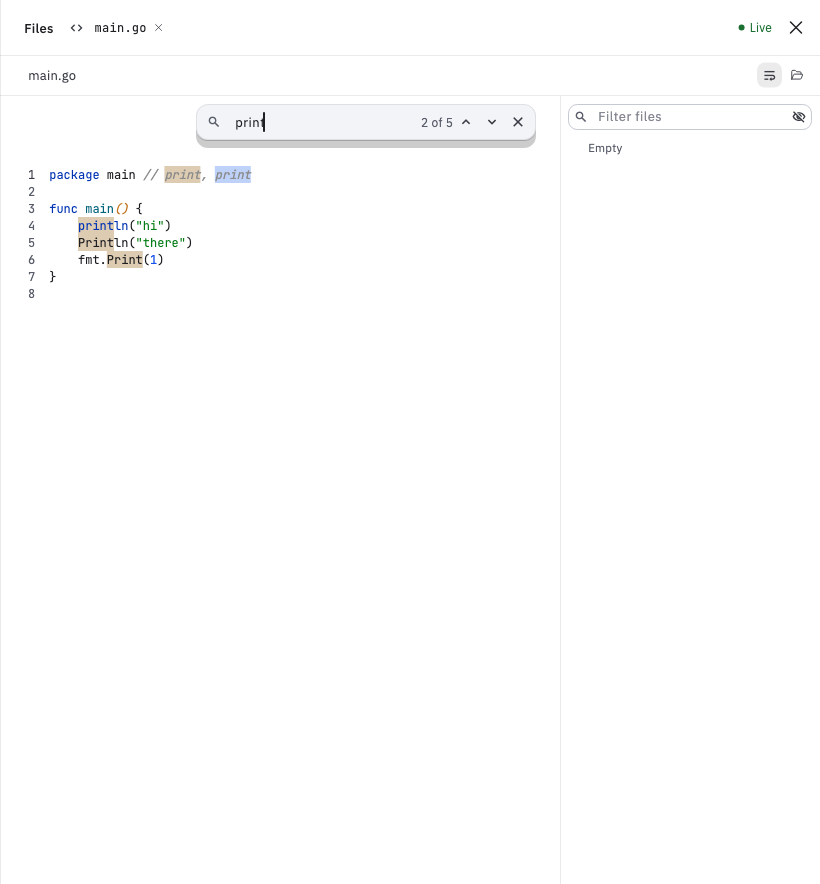 Files <> main.go ×
Live
main.go
print 2 of 5
Filter files
Empty
1 package main // print, print
2
3 func main() {
4     println("hi")
5     Println("there")
6     fmt.Print(1)
7 }
8